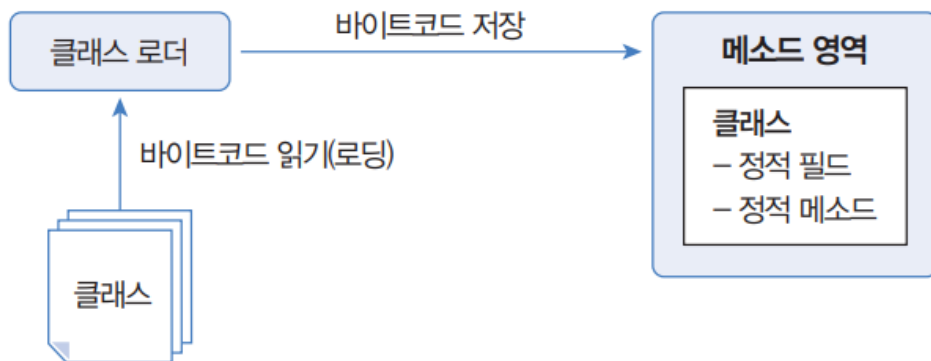 클래스 로더
바이트코드 저장
메소드 영역
클래스
– 정적 필드
– 정적 메소드
바이트코드 읽기(로딩)
클래스